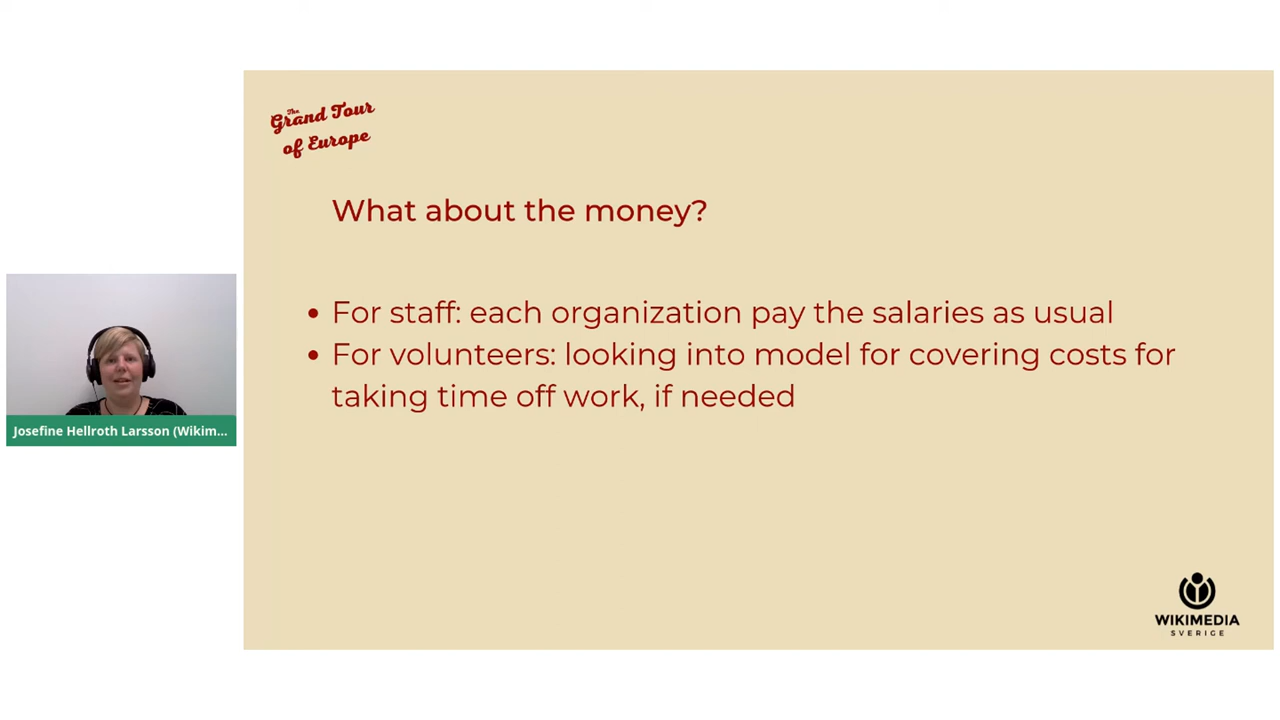 The
Grand Tour
of Europe
What about the money?
• For staff: each organization pay the salaries as usual
• For volunteers: looking into model for covering costs for
taking time off work, if needed
Josefine Hellroth Larsson (Wikim...
WIKIMEDIA
SVERIGE